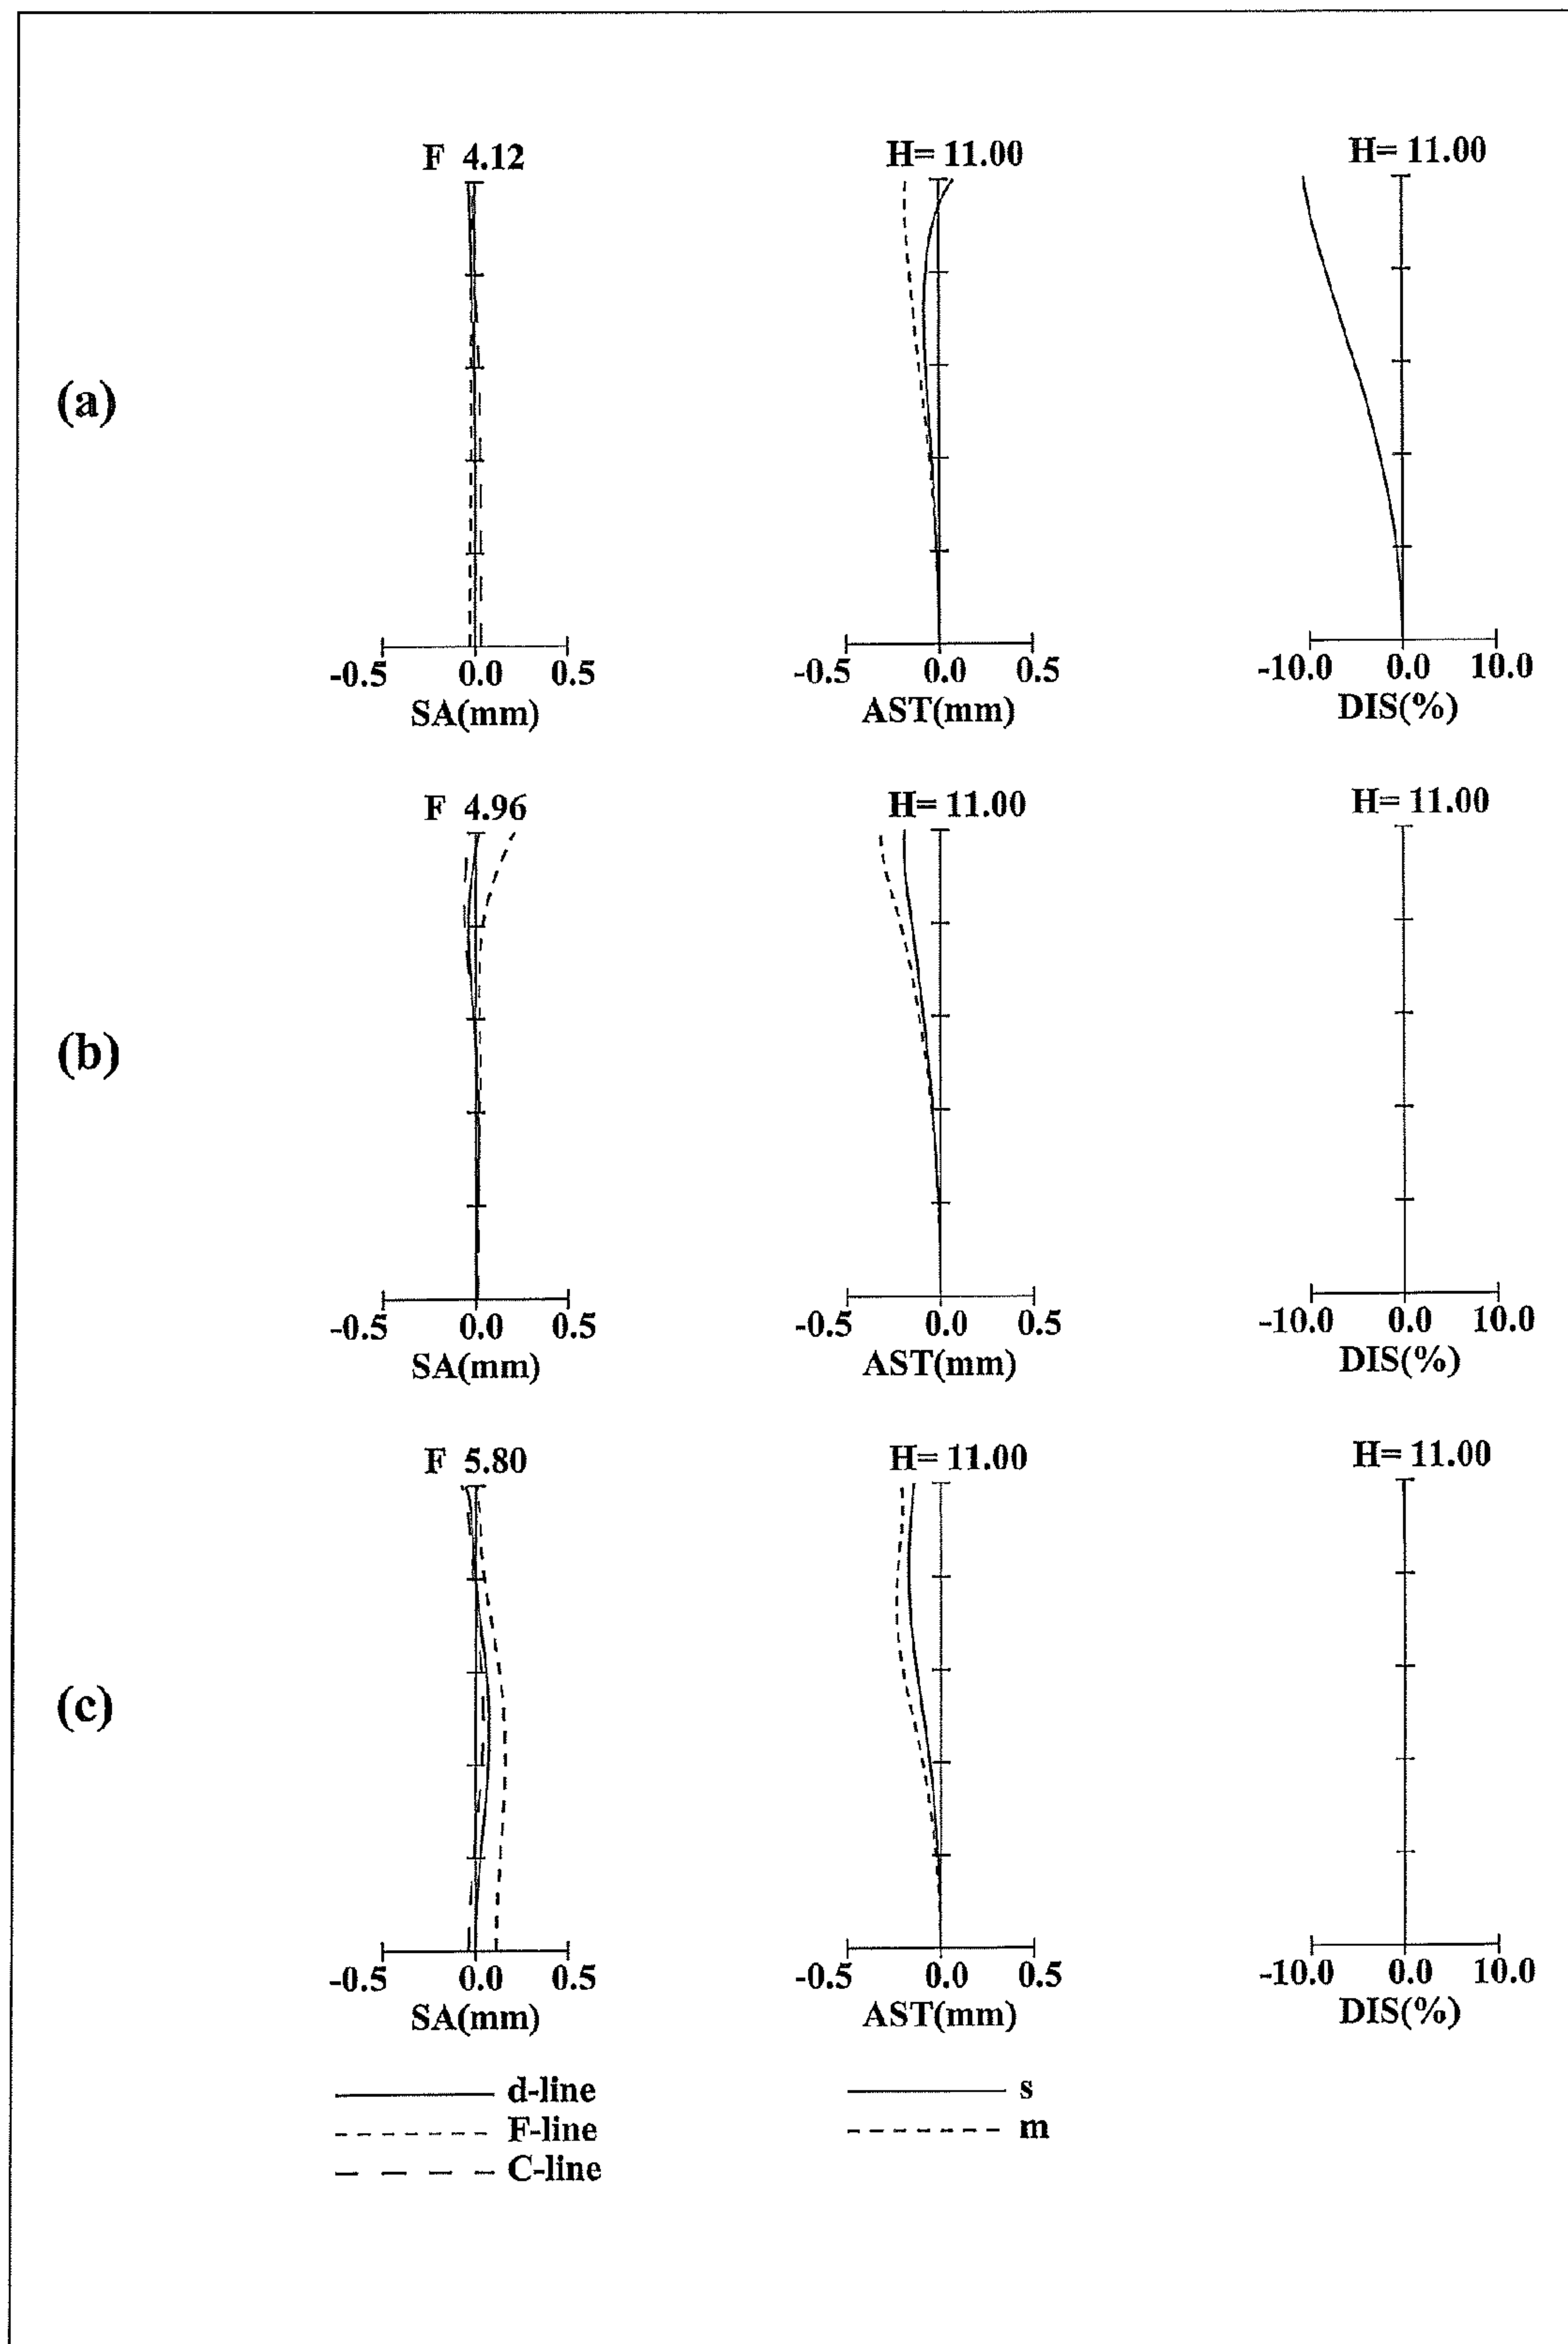 F 4.12 H= 11.00 H= 11.00
(a)
-0.5 0.0 0.5 -0.5 0.0 0.5 -10.0 0.0 10.0
SA(mm) AST(mm) DIS(%)
F 4.96 H= 11.00 H= 11.00
(b)
-0.5 0.0 0.5 -0.5 0.0 0.5 -10.0 0.0 10.0
SA(mm) AST(mm) DIS(%)
F 5.80 H= 11.00 H= 11.00
(c)
-0.5 0.0 0.5 -0.5 0.0 0.5 -10.0 0.0 10.0
SA(mm) AST(mm) DIS(%)
d-line s
F-line m
C-line